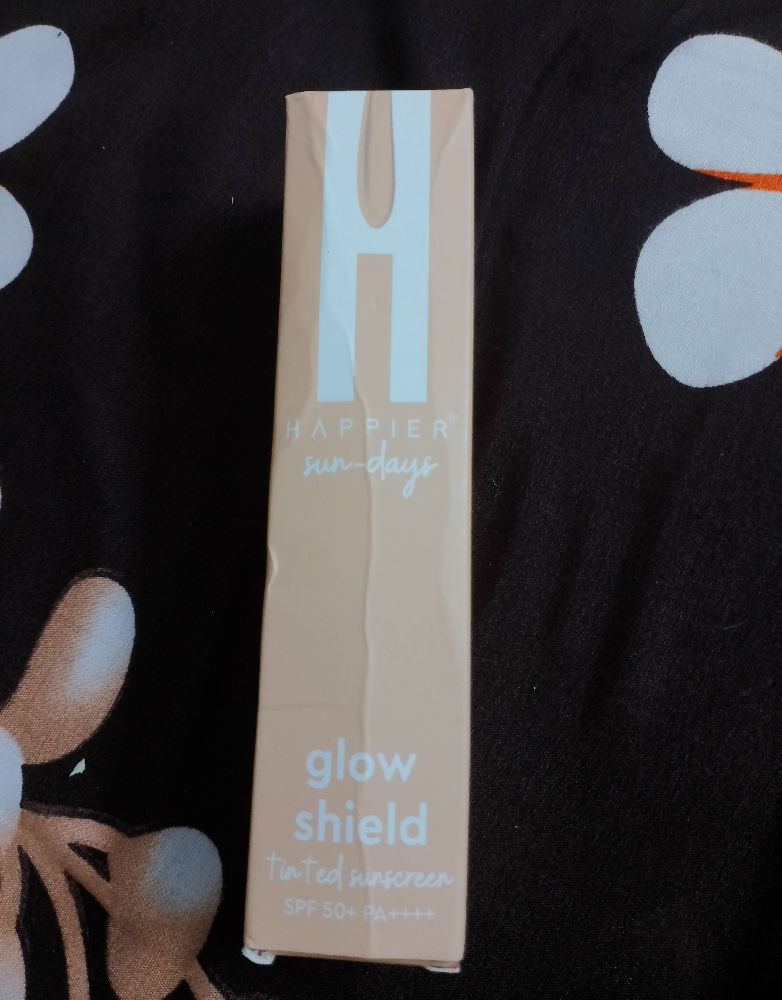 H
HAPPIER®
sun-days
glow
shield
tinted sunscreen
SPF 50+ PA++++